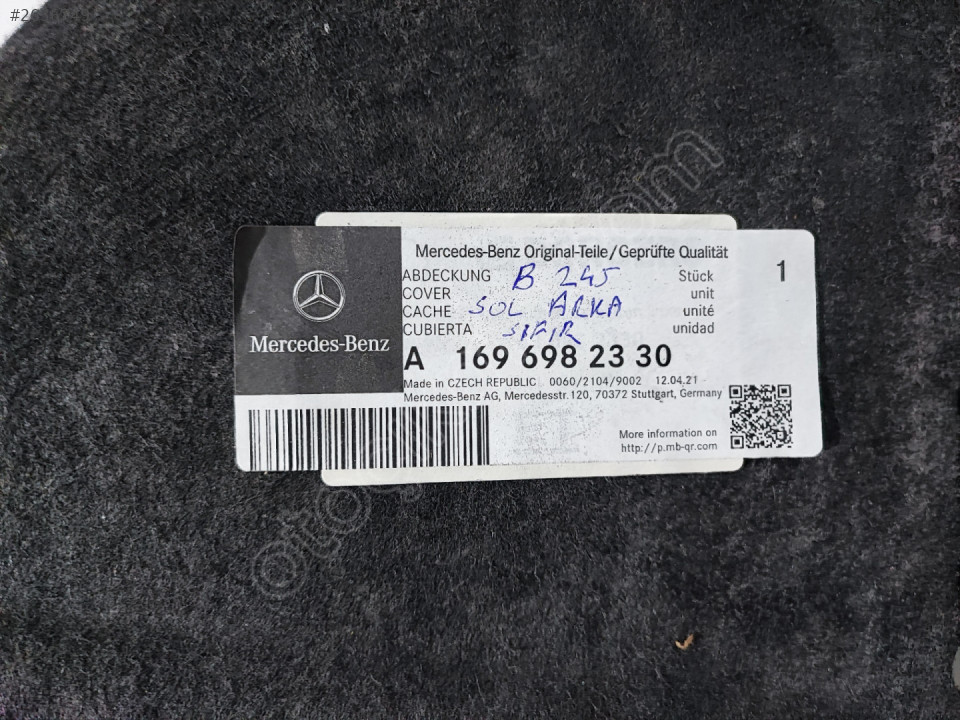 Mercedes-Benz Original-Teile/Geprüfte Qualität
ABDECKUNG B 245 Stück 1
COVER unit
CACHE SOL ARKA unité
CUBIERTA SIFIR unidad
Mercedes-Benz
A 169 698 23 30
Made in CZECH REPUBLIC 0060/2104/9002 12.04.21
Mercedes-Benz AG, Mercedesstr.120, 70372 Stuttgart, Germany
More information on
http://p.mb-qr.com